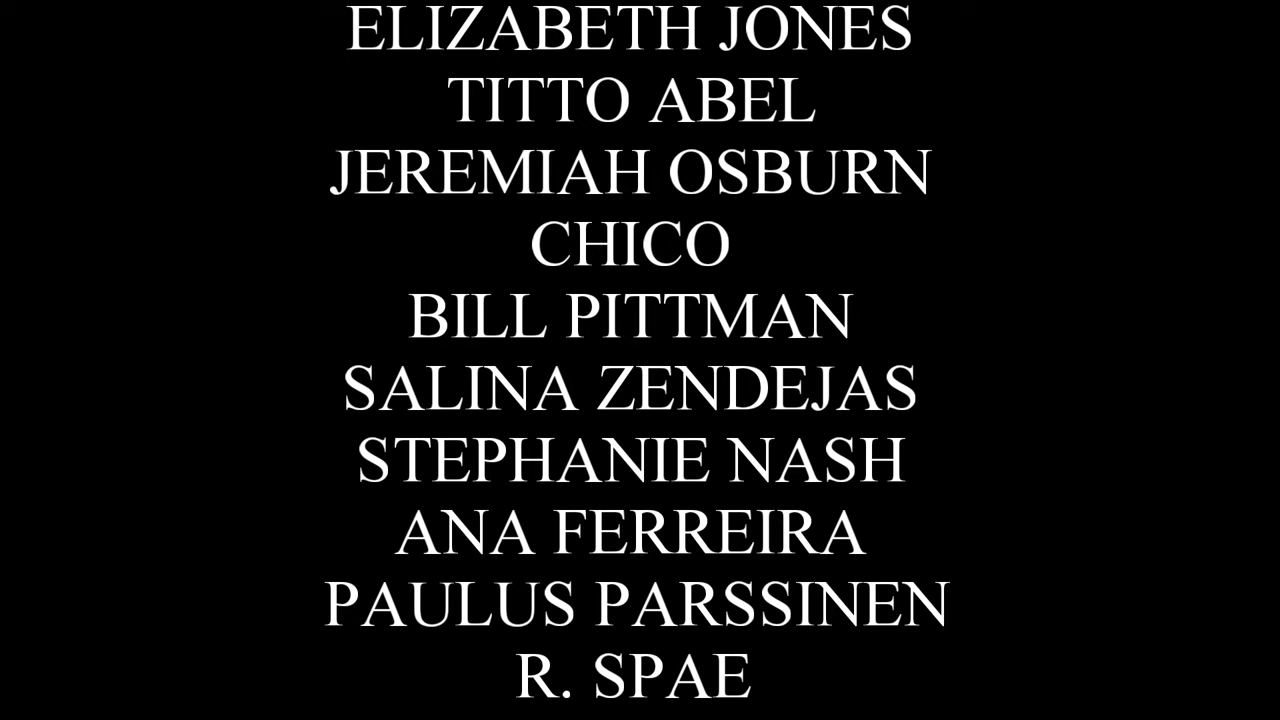 ELIZABETH JONES
TITTO ABEL
JEREMIAH OSBURN
CHICO
BILL PITTMAN
SALINA ZENDEJAS
STEPHANIE NASH
ANA FERREIRA
PAULUS PARSSINEN
R. SPAE